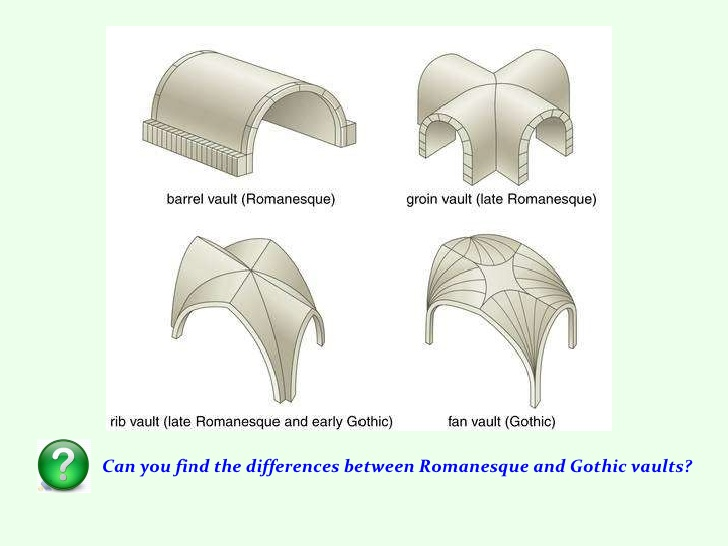 barrel vault (Romanesque)
groin vault (late Romanesque)
rib vault (late Romanesque and early Gothic)
fan vault (Gothic)
?
Can you find the differences between Romanesque and Gothic vaults?